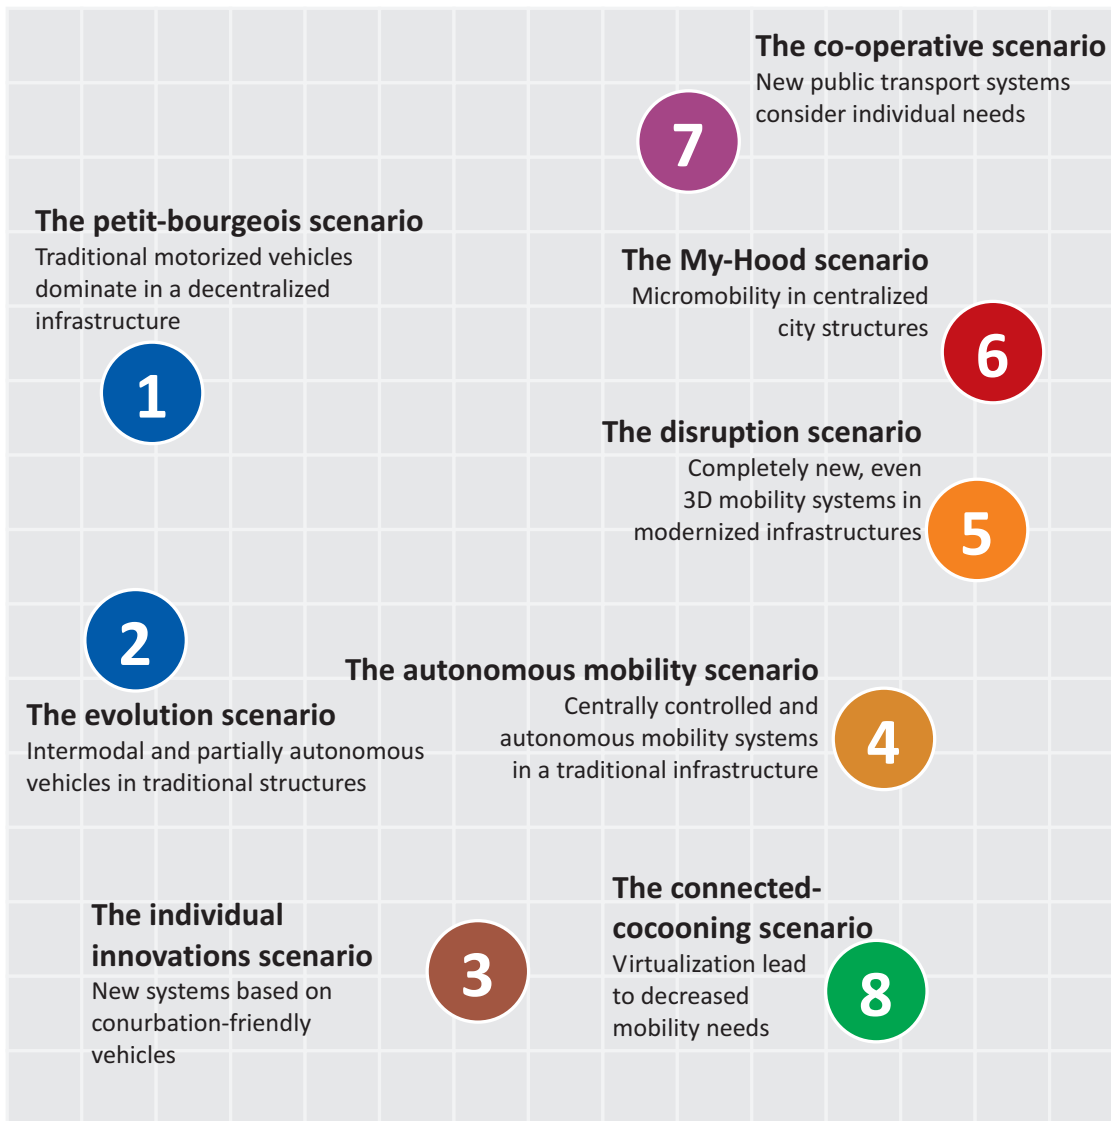 The co-operative scenario
New public transport systems
consider individual needs
7
The petit-bourgeois scenario
Traditional motorized vehicles
dominate in a decentralized
infrastructure
1
The My-Hood scenario
Micromobility in centralized
city structures
6
The disruption scenario
Completely new, even
3D mobility systems in
modernized infrastructures
5
2
The evolution scenario
Intermodal and partially autonomous
vehicles in traditional structures
The autonomous mobility scenario
Centrally controlled and
autonomous mobility systems
in a traditional infrastructure
4
The individual
innovations scenario
New systems based on
conurbation-friendly
vehicles
3
The connected-
cocooning scenario
Virtualization lead
to decreased
mobility needs
8